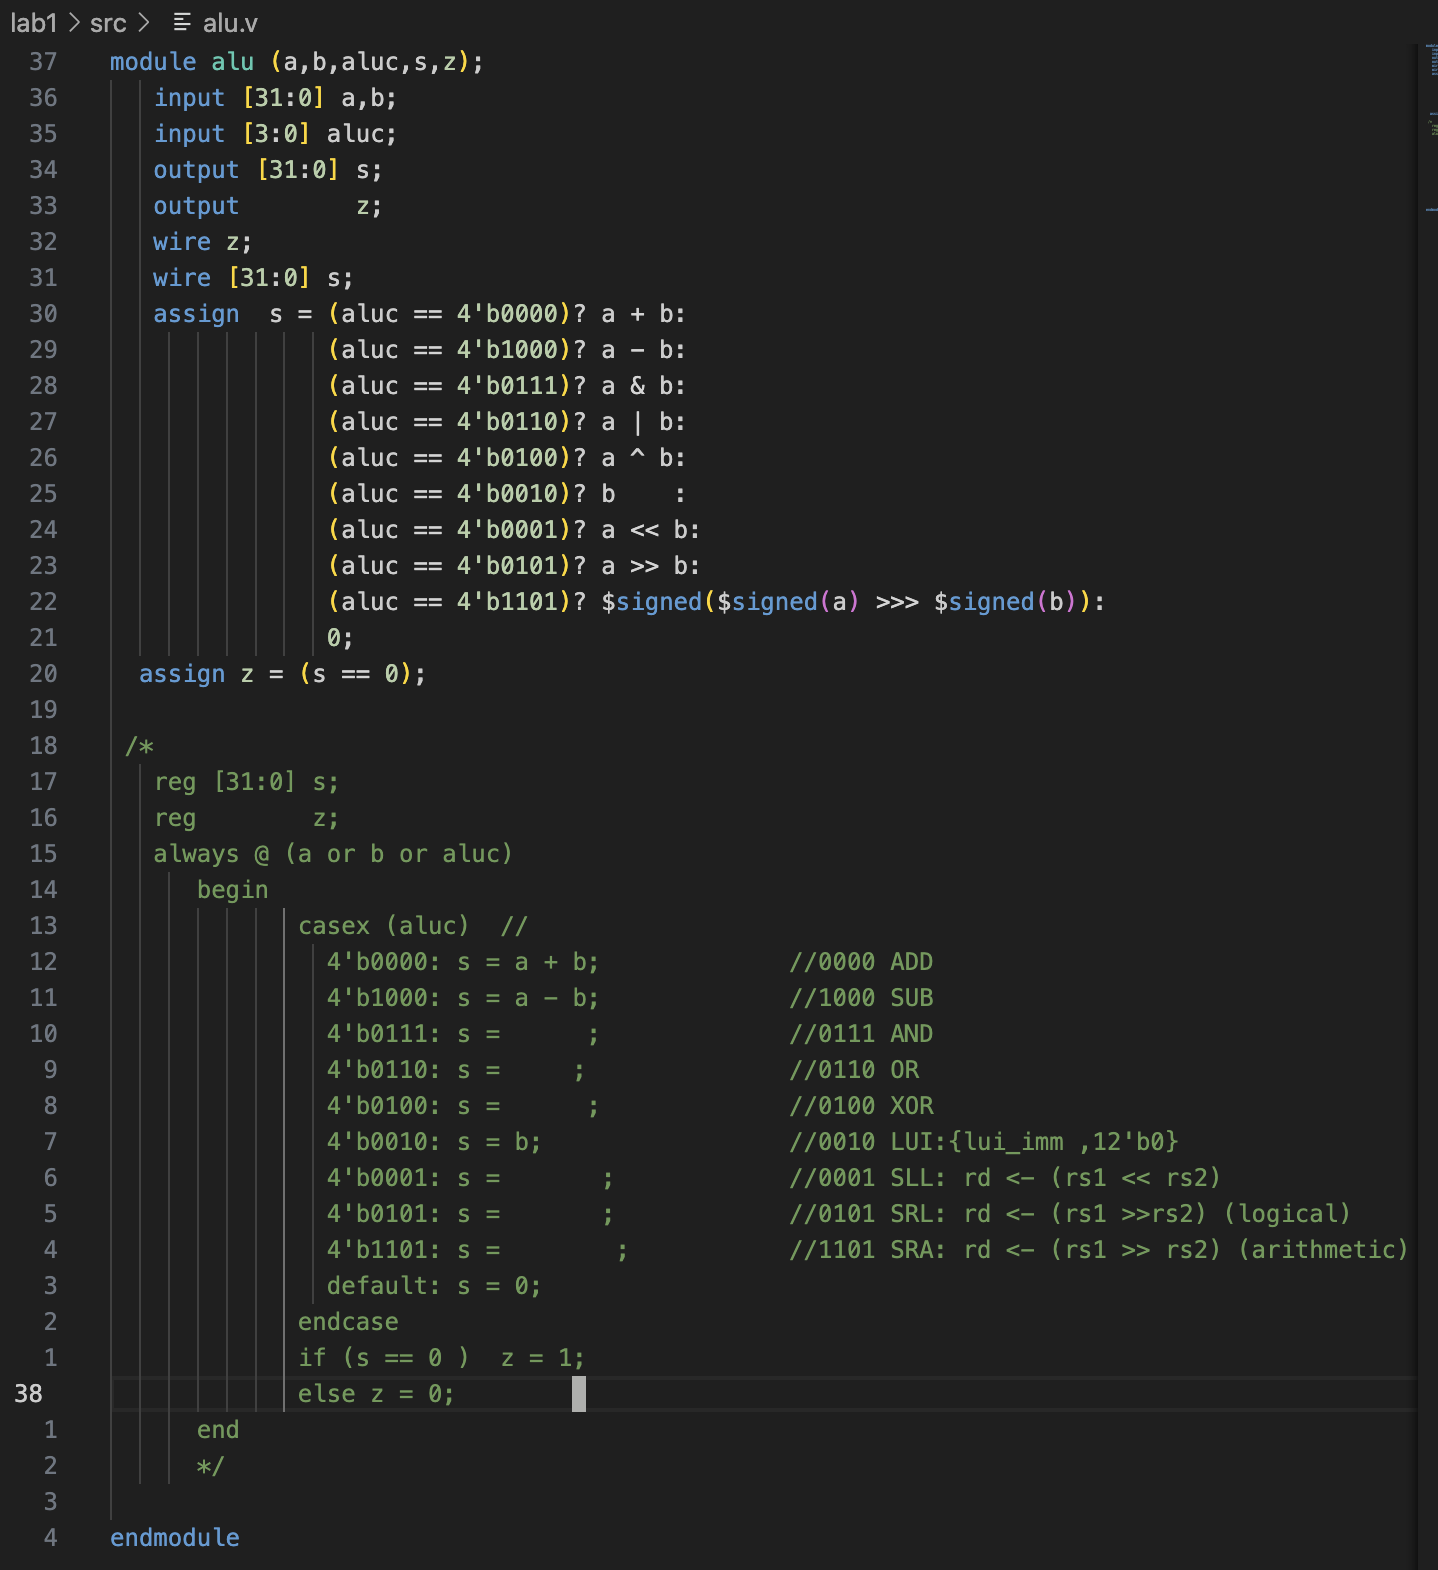 lab1 > src > alu.v
37 module alu (a,b,aluc,s,z);
36 input [31:0] a,b;
35 input [3:0] aluc;
34 output [31:0] s;
33 output        z;
32 wire z;
31 wire [31:0] s;
30 assign  s = (aluc == 4'b0000)? a + b:
29 (aluc == 4'b1000)? a - b:
28 (aluc == 4'b0111)? a & b:
27 (aluc == 4'b0110)? a | b:
26 (aluc == 4'b0100)? a ^ b:
25 (aluc == 4'b0010)? b    :
24 (aluc == 4'b0001)? a << b:
23 (aluc == 4'b0101)? a >> b:
22 (aluc == 4'b1101)? $signed($signed(a) >>> $signed(b)):
21 0;
20 assign z = (s == 0);
19
18 /*
17 reg [31:0] s;
16 reg        z;
15 always @ (a or b or aluc)
14 begin
13 casex (aluc)  //
12 4'b0000: s = a + b;             //0000 ADD
11 4'b1000: s = a - b;             //1000 SUB
10 4'b0111: s =      ;             //0111 AND
9 4'b0110: s =     ;              //0110 OR
8 4'b0100: s =      ;             //0100 XOR
7 4'b0010: s = b;                 //0010 LUI:{lui_imm ,12'b0}
6 4'b0001: s =       ;            //0001 SLL: rd <- (rs1 << rs2)
5 4'b0101: s =       ;            //0101 SRL: rd <- (rs1 >>rs2) (logical)
4 4'b1101: s =        ;           //1101 SRA: rd <- (rs1 >> rs2) (arithmetic)
3 default: s = 0;
2 endcase
1 if (s == 0 )  z = 1;
38 else z = 0;
1 end
2 */
3
4 endmodule